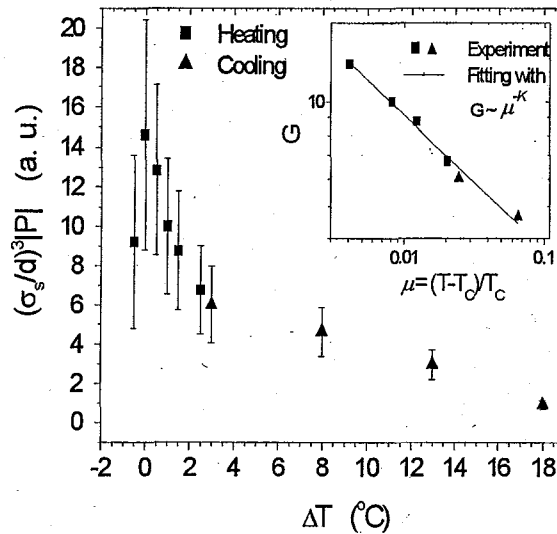 (σs/d)³|P| (a. u.)
20
18
16
14
12
10
8
6
4
2
0
-2 0 2 4 6 8 10 12 14 16 18
ΔT (°C)
Heating
Cooling
G
10
0.01 0.1
μ=(T-TC)/TC
Experiment
Fitting with
G~ μ^-K